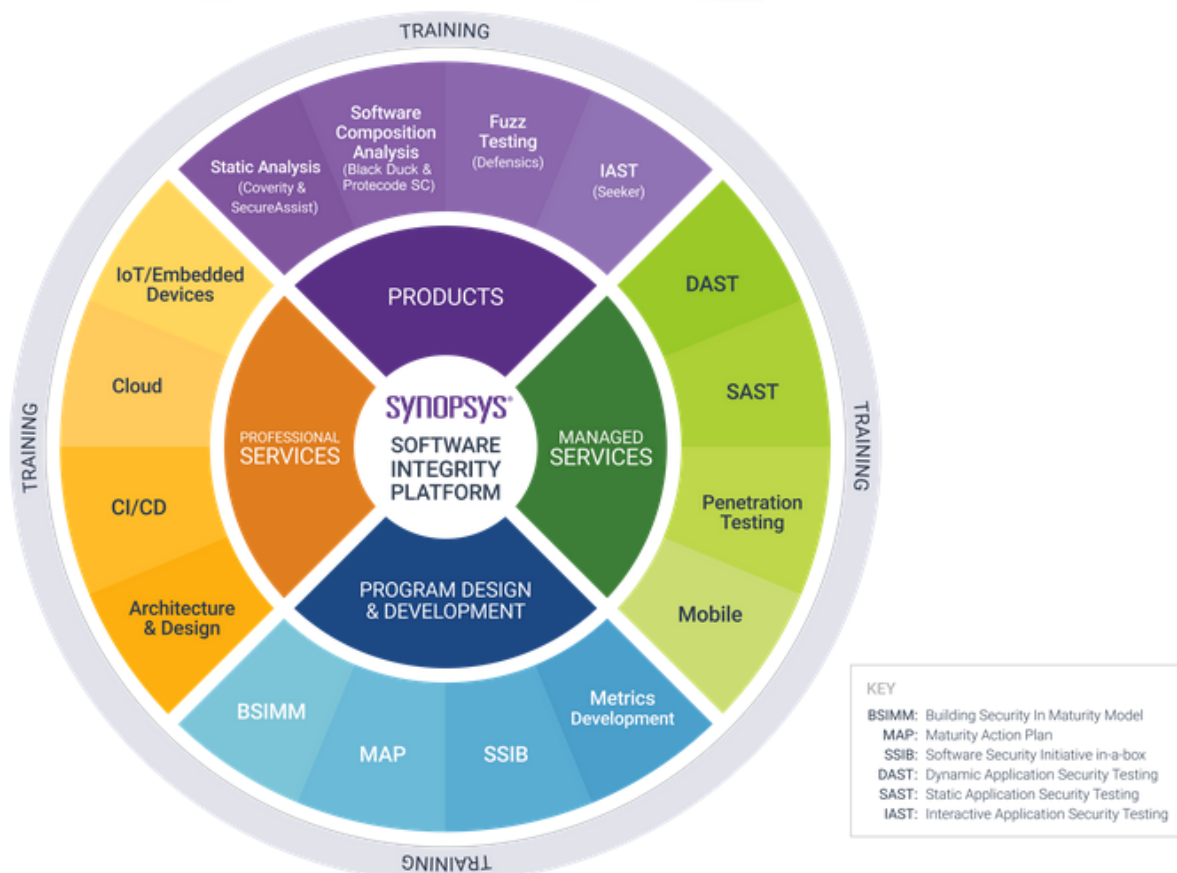 TRAINING
Static Analysis
(Coverity &
SecureAssist)
Software
Composition
Analysis
(Black Duck &
Protecode SC)
Fuzz
Testing
(Defensics)
IAST
(Seeker)
IoT/Embedded
Devices
Cloud
CI/CD
Architecture
& Design
TRAINING
PRODUCTS
PROFESSIONAL
SERVICES
SYNOPSYS®
SOFTWARE
INTEGRITY
PLATFORM
MANAGED
SERVICES
PROGRAM DESIGN
& DEVELOPMENT
DAST
SAST
Penetration
Testing
Mobile
TRAINING
BSIMM
MAP
SSIB
Metrics
Development
TRAINING
KEY
BSIMM: Building Security In Maturity Model
MAP: Maturity Action Plan
SSIB: Software Security Initiative in-a-box
DAST: Dynamic Application Security Testing
SAST: Static Application Security Testing
IAST: Interactive Application Security Testing